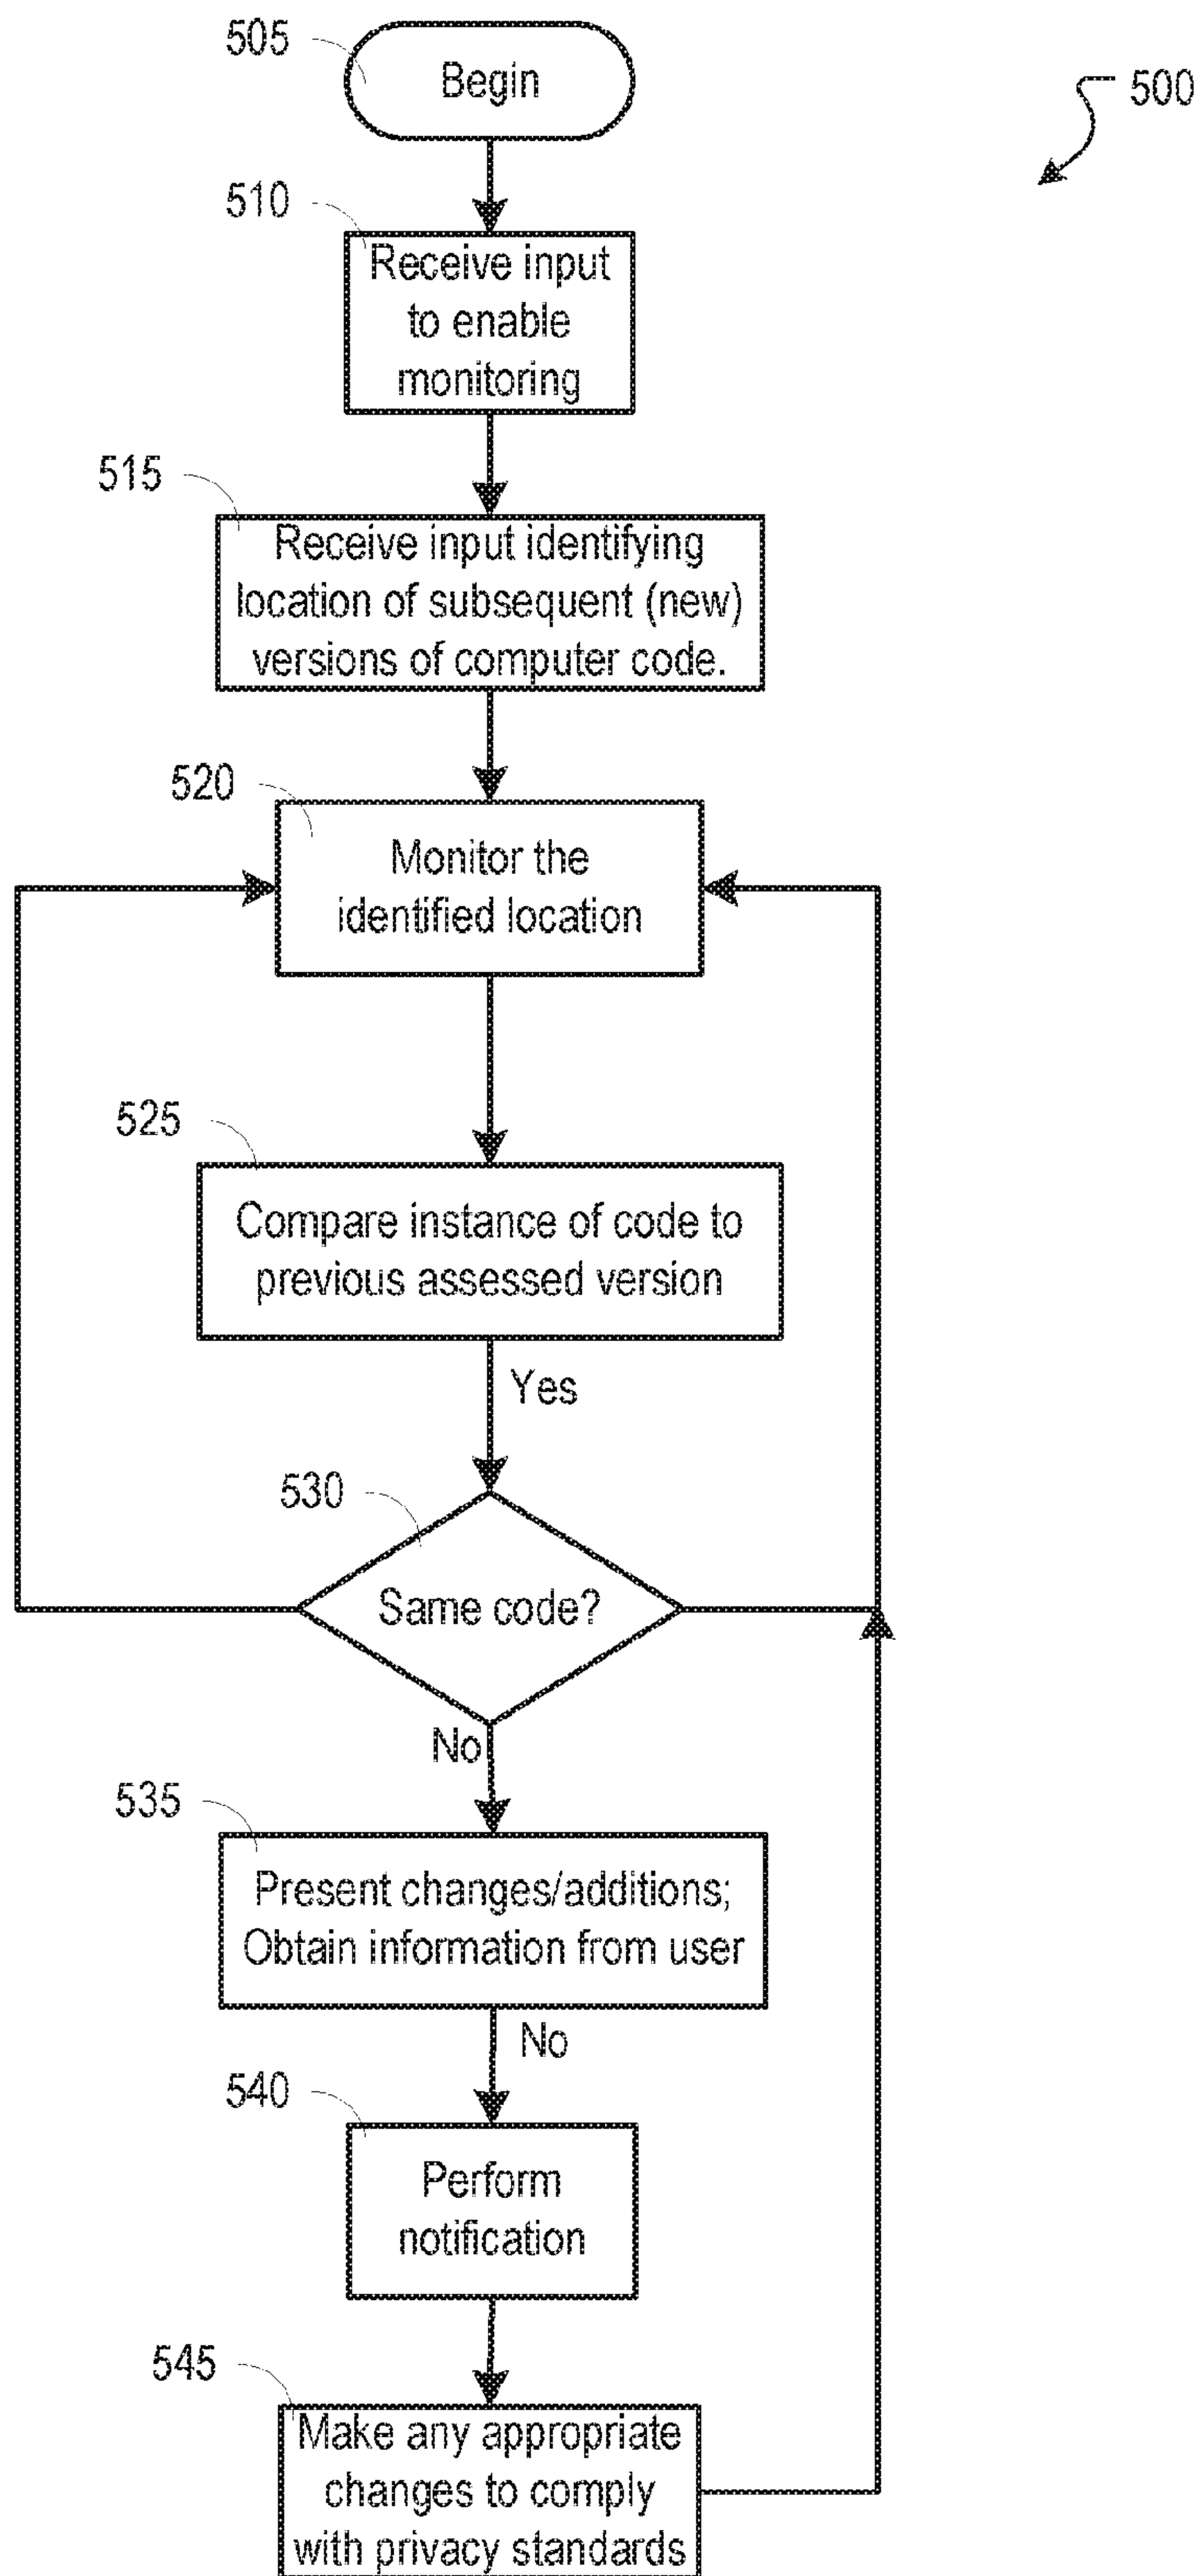 505
Begin
500
510
Receive input
to enable
monitoring
515
Receive input identifying
location of subsequent (new)
versions of computer code.
520
Monitor the
identified location
525
Compare instance of code to
previous assessed version
Yes
530
Same code?
No
535
Present changes/additions;
Obtain information from user
No
540
Perform
notification
545
Make any appropriate
changes to comply
with privacy standards